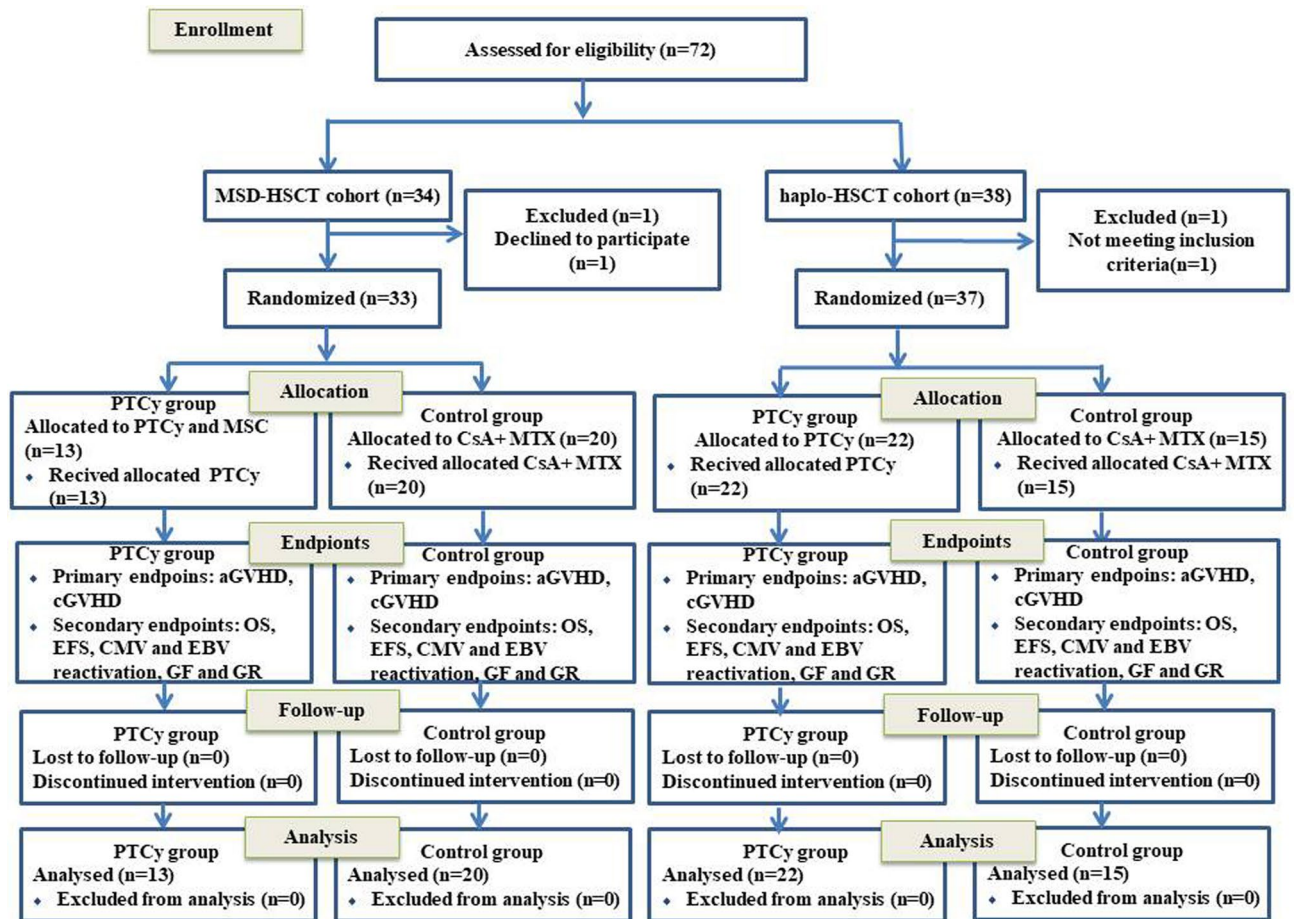 Enrollment
Assessed for eligibility (n=72)
MSD-HSCT cohort (n=34)
Excluded (n=1)
Declined to participate
(n=1)
Randomized (n=33)
haplo-HSCT cohort (n=38)
Excluded (n=1)
Not meeting inclusion
criteria(n=1)
Randomized (n=37)
Allocation
PTCy group
Allocated to PTCy and MSC
(n=13)
◆ Recived allocated PTCy
(n=13)
Control group
Allocated to CsA+ MTX (n=20)
◆ Recived allocated CsA+ MTX
(n=20)
Allocation
PTCy group
Allocated to PTCy (n=22)
◆ Recived allocated PTCy
(n=22)
Control group
Allocated to CsA+ MTX (n=15)
◆ Recived allocated CsA+ MTX
(n=15)
Endpionts
PTCy group
◆ Primary endpoins: aGVHD,
cGVHD
◆ Secondary endpoints: OS,
EFS, CMV and EBV
reactivation, GF and GR
Control group
◆ Primary endpoins: aGVHD,
cGVHD
◆ Secondary endpoints: OS,
EFS, CMV and EBV
reactivation, GF and GR
Endpoints
PTCy group
◆ Primary endpoins: aGVHD,
cGVHD
◆ Secondary endpoints: OS,
EFS, CMV and EBV
reactivation, GF and GR
Control group
◆ Primary endpoins: aGVHD,
cGVHD
◆ Secondary endpoints: OS,
EFS, CMV and EBV
reactivation, GF and GR
Follow-up
PTCy group
Lost to follow-up (n=0)
Discontinued intervention (n=0)
Control group
Lost to follow-up (n=0)
Discontinued intervention (n=0)
Follow-up
PTCy group
Lost to follow-up (n=0)
Discontinued intervention (n=0)
Control group
Lost to follow-up (n=0)
Discontinued intervention (n=0)
Analysis
PTCy group
Analysed (n=13)
◆ Excluded from analysis (n=0)
Control group
Analysed (n=20)
◆ Excluded from analysis (n=0)
Analysis
PTCy group
Analysed (n=22)
◆ Excluded from analysis (n=0)
Control group
Analysed (n=15)
◆ Excluded from analysis (n=0)